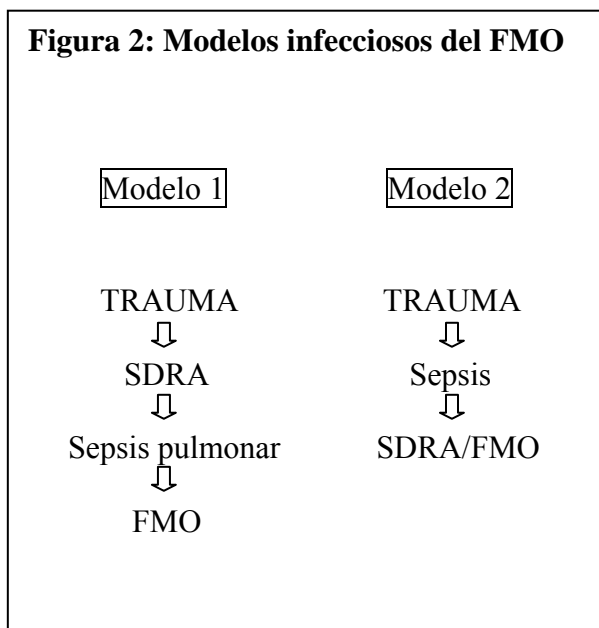 Figura 2: Modelos infecciosos del FMO
Modelo 1
TRAUMA
SDRA
Sepsis pulmonar
FMO
Modelo 2
TRAUMA
Sepsis
SDRA/FMO